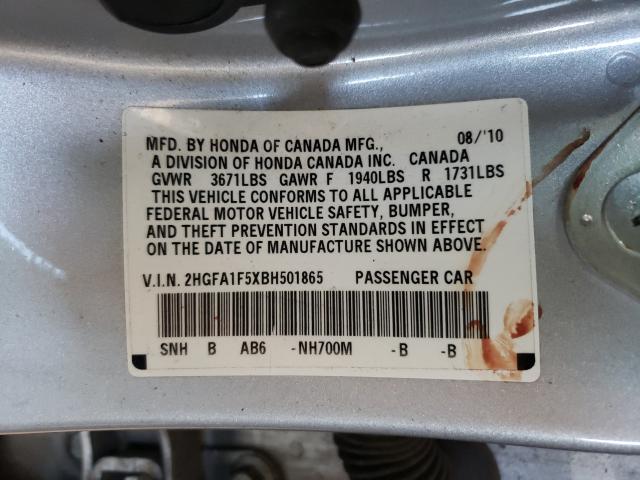 MFD. BY HONDA OF CANADA MFG., 08/'10
A DIVISION OF HONDA CANADA INC. CANADA
GVWR 3671LBS GAWR F 1940LBS R 1731LBS
THIS VEHICLE CONFORMS TO ALL APPLICABLE
FEDERAL MOTOR VEHICLE SAFETY, BUMPER,
AND THEFT PREVENTION STANDARDS IN EFFECT
ON THE DATE OF MANUFACTURE SHOWN ABOVE.
V.I.N. 2HGFA1F5XBH501865 PASSENGER CAR
SNH B AB6 -NH700M -B -B